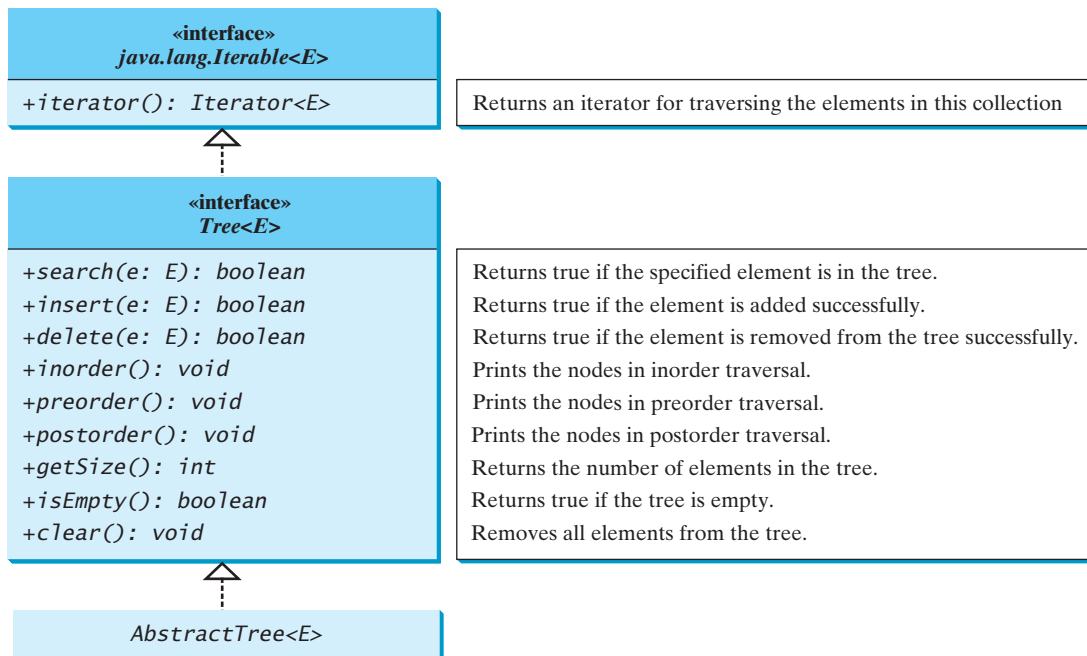 «interface»
java.lang.Iterable<E>
+iterator(): Iterator<E>
Returns an iterator for traversing the elements in this collection
«interface»
Tree<E>
+search(e: E): boolean
Returns true if the specified element is in the tree.
+insert(e: E): boolean
Returns true if the element is added successfully.
+delete(e: E): boolean
Returns true if the element is removed from the tree successfully.
+inorder(): void
Prints the nodes in inorder traversal.
+preorder(): void
Prints the nodes in preorder traversal.
+postorder(): void
Prints the nodes in postorder traversal.
+getSize(): int
Returns the number of elements in the tree.
+isEmpty(): boolean
Returns true if the tree is empty.
+clear(): void
Removes all elements from the tree.
AbstractTree<E>